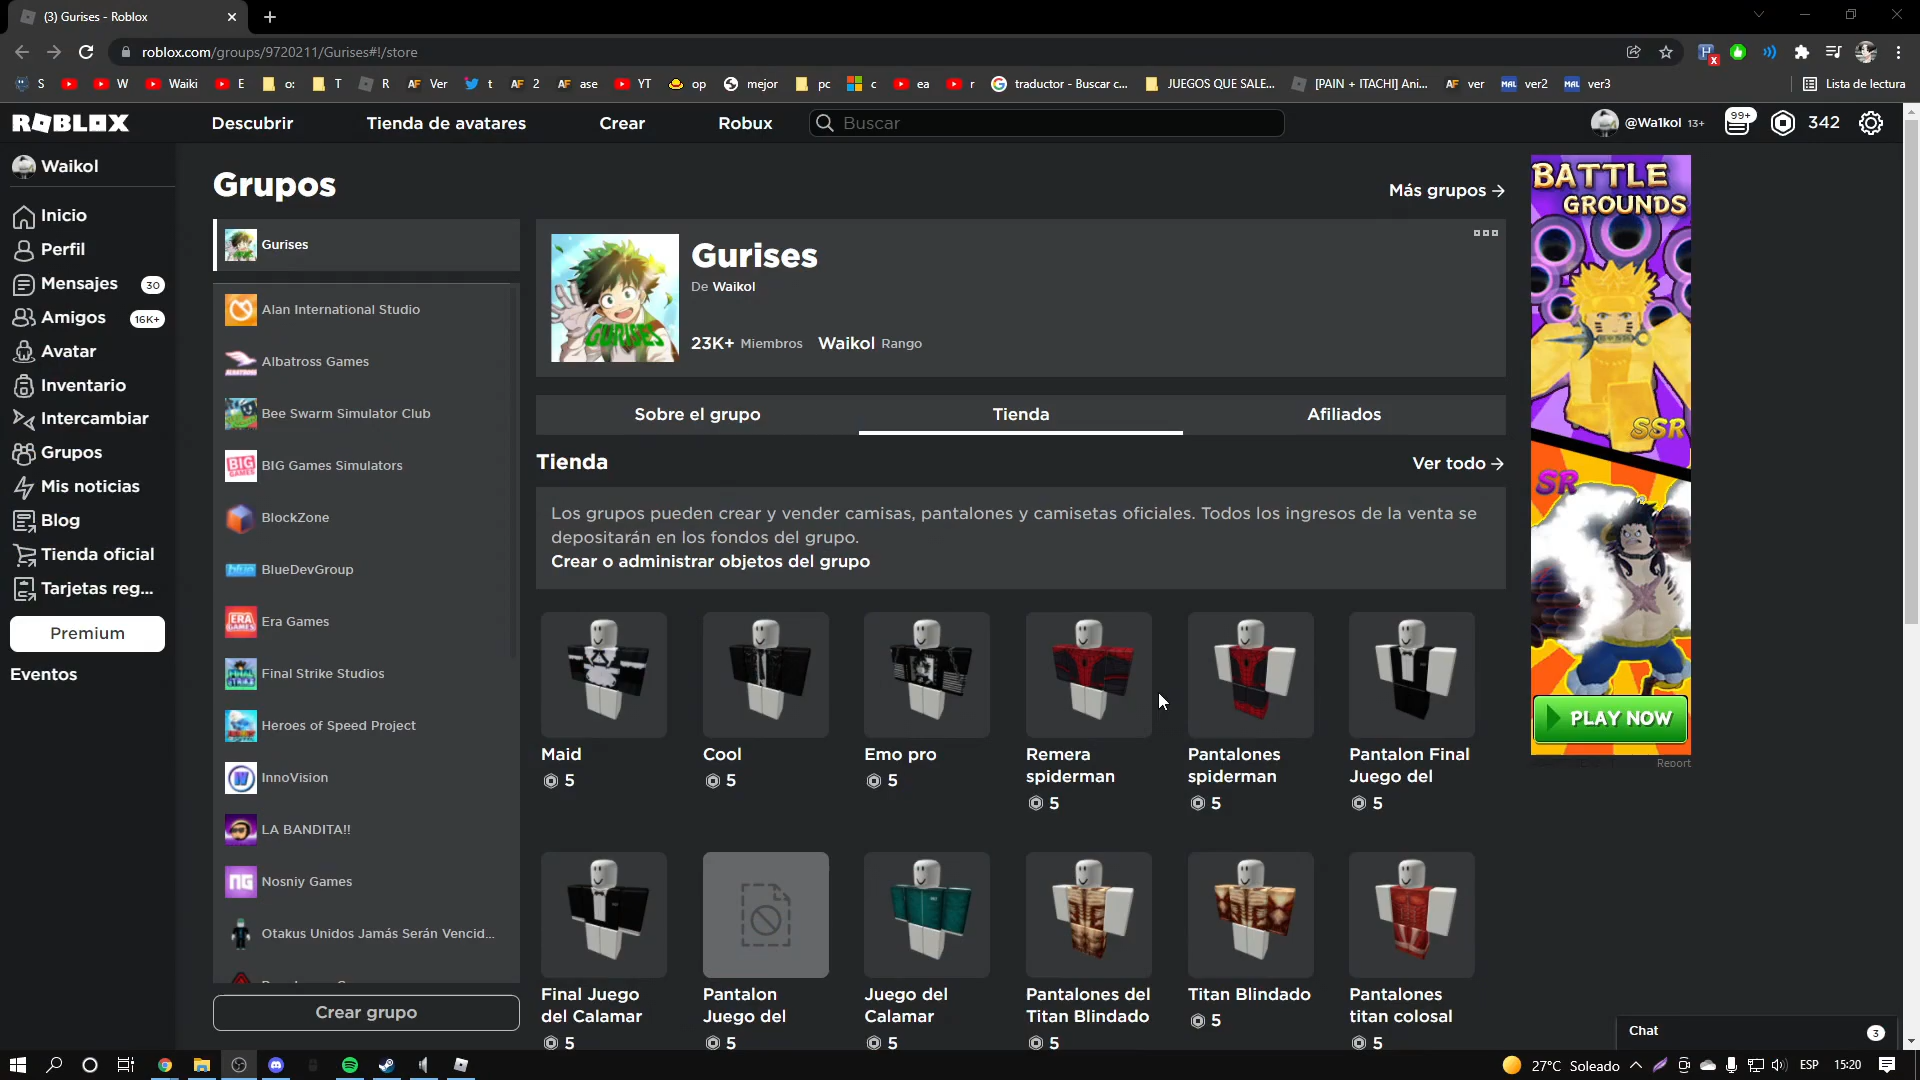 (3) Gurises - Roblox
roblox.com/groups/9720211/Gurises#!/store
S
W
Waiki
E
o:
T
R
Ver
t
2
ase
YT
op
mejor
pc
c
ea
r
traductor - Buscar c...
JUEGOS QUE SALE...
[PAIN + ITACHI] Ani...
ver
ver2
ver3
Lista de lectura
ROBLOX
Descubrir
Tienda de avatares
Crear
Robux
Buscar
@Wa1kol 13+
99+
342
Waikol
Inicio
Perfil
Mensajes 30
Amigos 16K+
Avatar
Inventario
Intercambiar
Grupos
Mis noticias
Blog
Tienda oficial
Tarjetas reg...
Premium
Eventos
Grupos
Más grupos
Gurises
Alan International Studio
Albatross Games
Bee Swarm Simulator Club
BIG Games Simulators
BlockZone
BlueDevGroup
Era Games
Final Strike Studios
Heroes of Speed Project
InnoVision
LA BANDITA!!
Nosniy Games
Otakus Unidos Jamás Serán Vencid...
Crear grupo
GURISES
Gurises
De Waikol
23K+ Miembros Waikol Rango
Sobre el grupo
Tienda
Afiliados
Tienda
Ver todo
Los grupos pueden crear y vender camisas, pantalones y camisetas oficiales. Todos los ingresos de la venta se
depositarán en los fondos del grupo.
Crear o administrar objetos del grupo
Maid
5
Cool
5
Emo pro
5
Remera
spiderman
5
Pantalones
spiderman
5
Pantalon Final
Juego del
5
Final Juego
del Calamar
5
Pantalon
Juego del
5
Juego del
Calamar
5
Pantalones del
Titan Blindado
5
Titan Blindado
5
Pantalones
titan colosal
5
BATTLE
GROUNDS
SSR
SR
PLAY NOW
Report
Chat
3
27°C Soleado
ESP
15:20